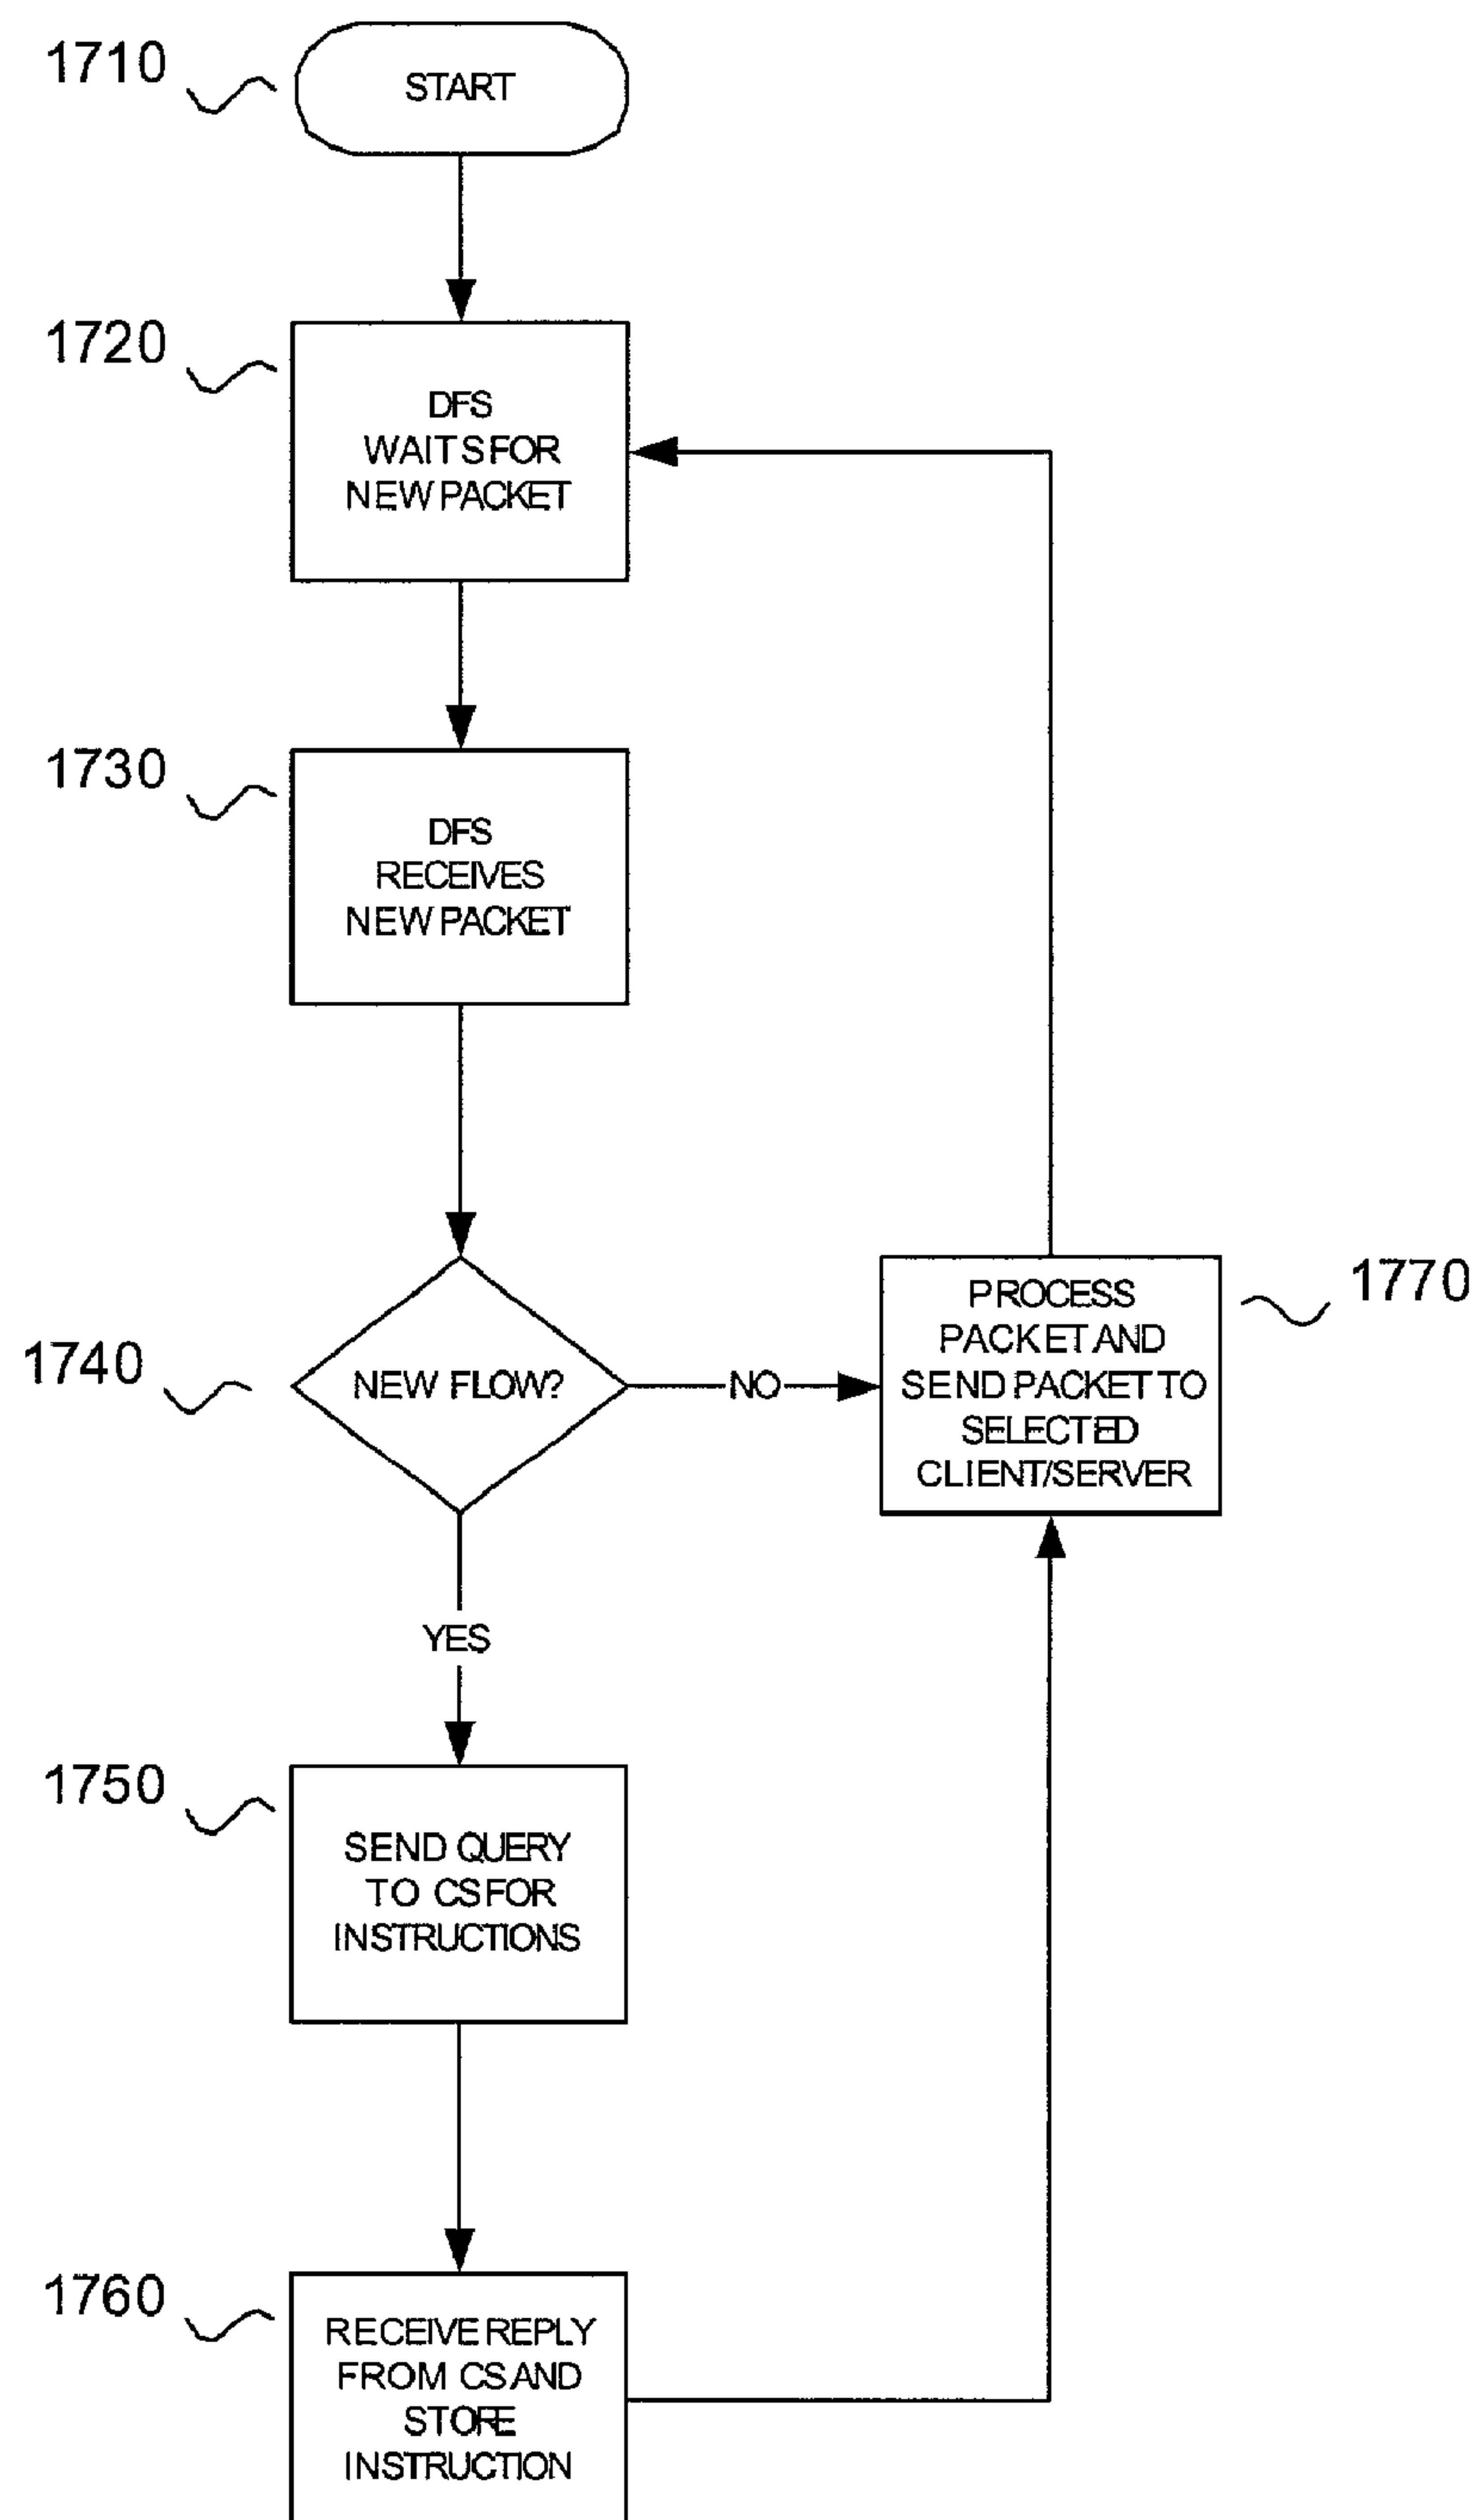 1710
START
1720
DFS
WAITS FOR
NEW PACKET
1730
DFS
RECEIVES
NEW PACKET
1740
NEW FLOW?
NO
PROCESS
PACKET AND
SEND PACKET TO
SELECTED
CLIENT/SERVER
1770
YES
1750
SEND QUERY
TO CS FOR
INSTRUCTIONS
1760
RECEIVE REPLY
FROM CS AND
STORE
INSTRUCTION